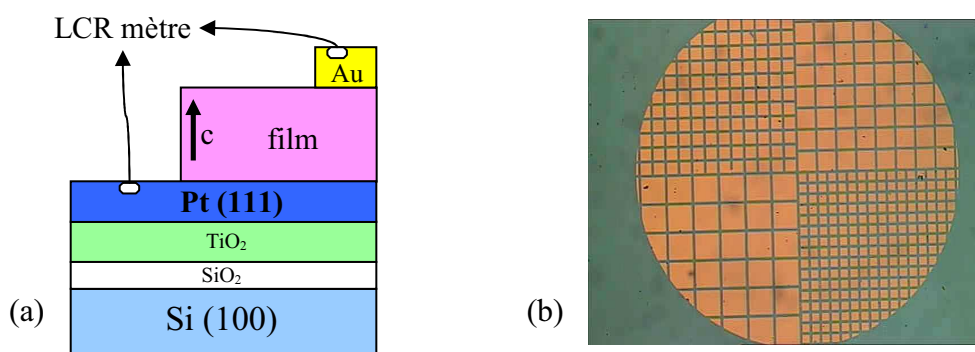 LCR mètre
Au
c
film
Pt (111)
TiO₂
SiO₂
Si (100)
(a)
(b)